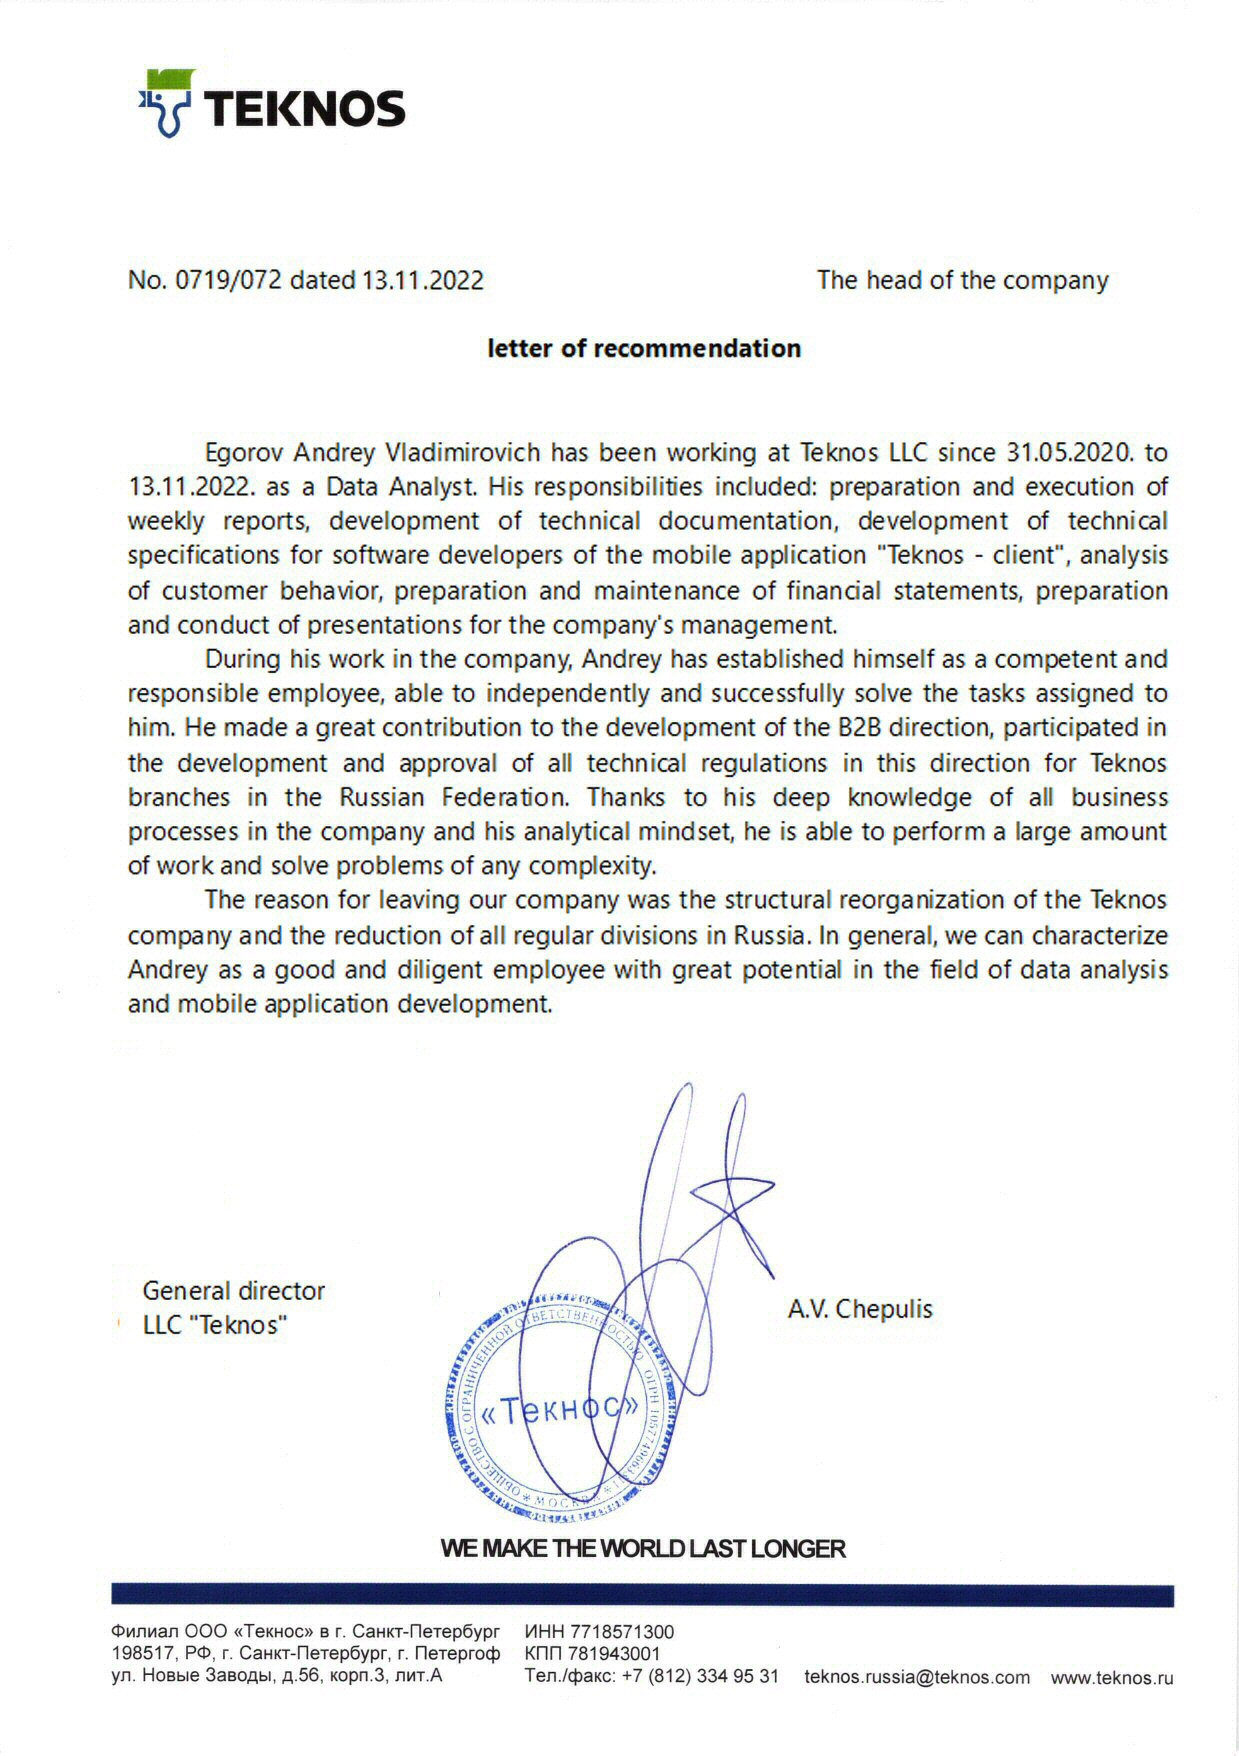 TEKNOS
No. 0719/072 dated 13.11.2022 The head of the company
letter of recommendation
Egorov Andrey Vladimirovich has been working at Teknos LLC since 31.05.2020. to
13.11.2022. as a Data Analyst. His responsibilities included: preparation and execution of
weekly reports, development of technical documentation, development of technical
specifications for software developers of the mobile application "Teknos - client", analysis
of customer behavior, preparation and maintenance of financial statements, preparation
and conduct of presentations for the company's management.
During his work in the company, Andrey has established himself as a competent and
responsible employee, able to independently and successfully solve the tasks assigned to
him. He made a great contribution to the development of the B2B direction, participated in
the development and approval of all technical regulations in this direction for Teknos
branches in the Russian Federation. Thanks to his deep knowledge of all business
processes in the company and his analytical mindset, he is able to perform a large amount
of work and solve problems of any complexity.
The reason for leaving our company was the structural reorganization of the Teknos
company and the reduction of all regular divisions in Russia. In general, we can characterize
Andrey as a good and diligent employee with great potential in the field of data analysis
and mobile application development.
General director
LLC "Teknos"
A.V. Chepulis
ОБЩЕСТВО С ОГРАНИЧЕННОЙ ОТВЕТСТВЕННОСТЬЮ ОГРН
«Текнос»
* МОСКВА *
WE MAKE THE WORLD LAST LONGER
Филиал ООО «Текнос» в г. Санкт-Петербург ИНН 7718571300
198517, РФ, г. Санкт-Петербург, г. Петергоф КПП 781943001
ул. Новые Заводы, д.56, корп.3, лит.А Тел./факс: +7 (812) 334 95 31 teknos.russia@teknos.com www.teknos.ru